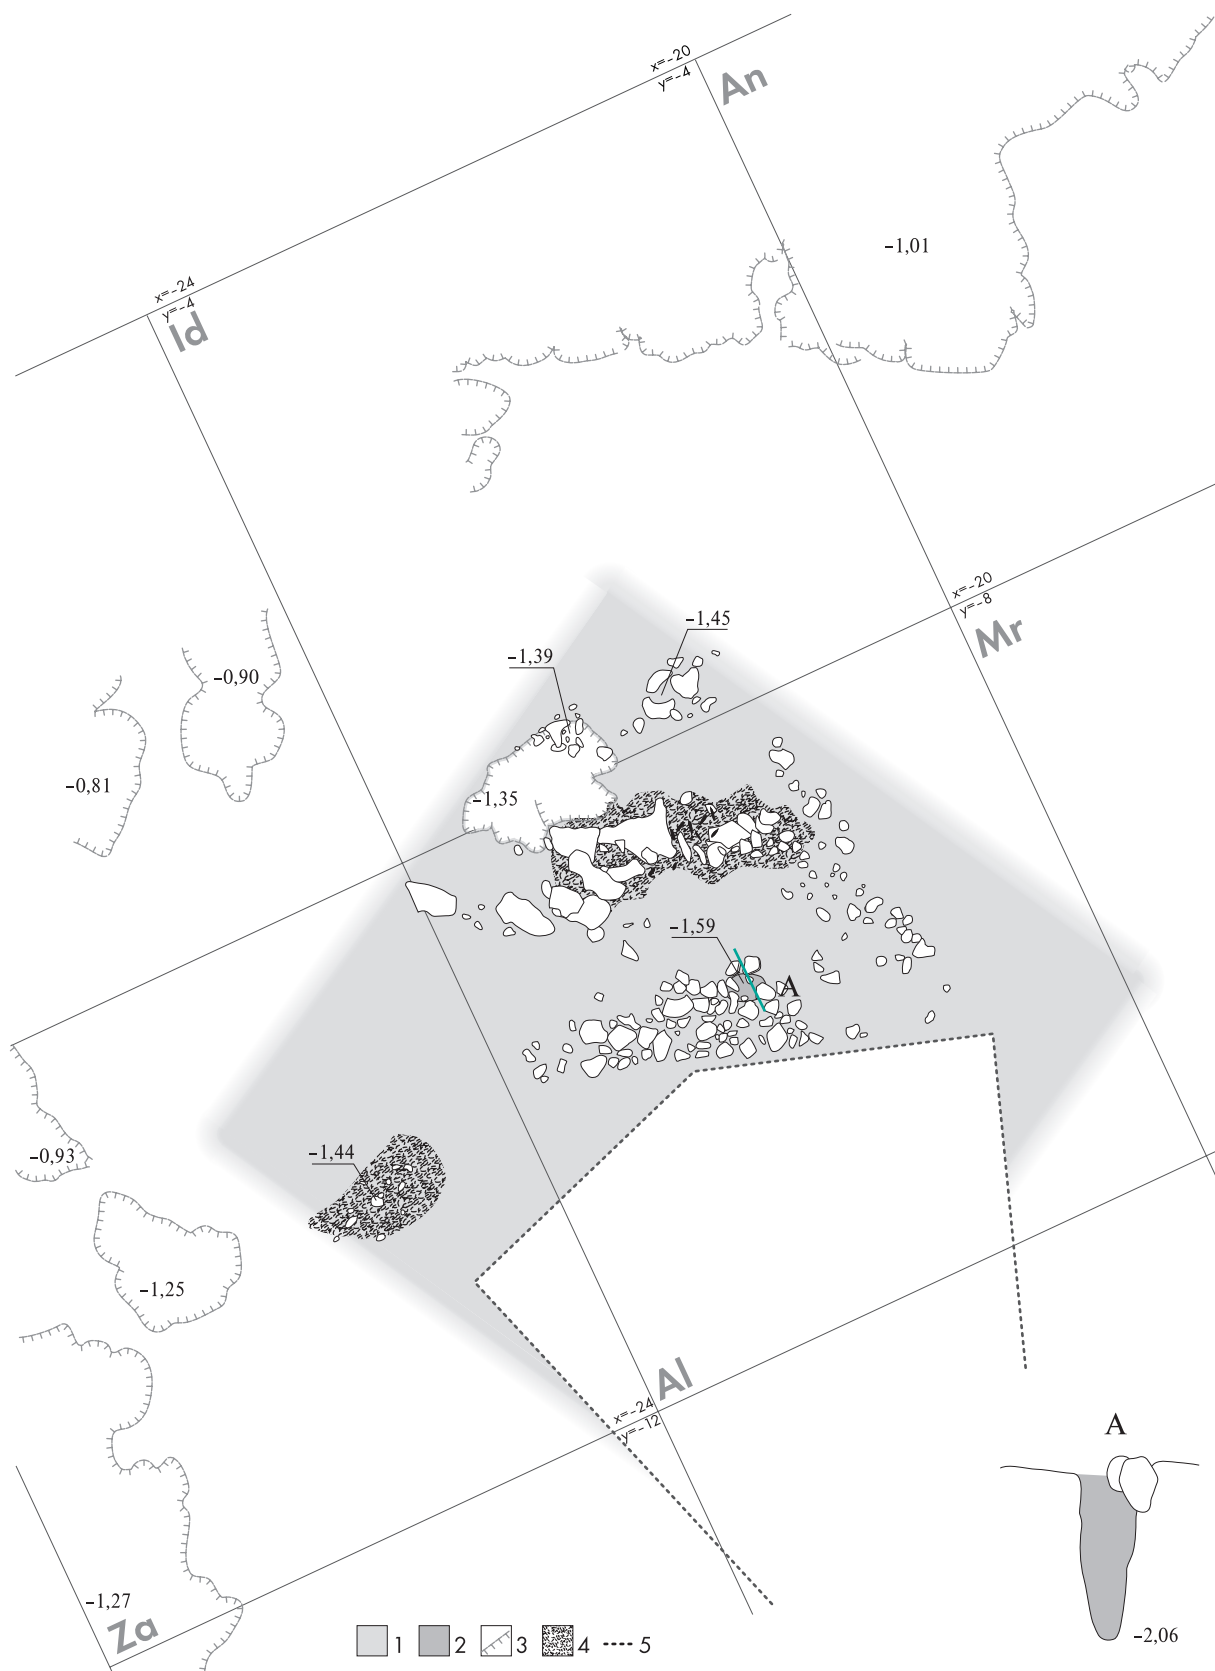 x=-20
y=-4
An
-1,01
x=-24
y=-4
Id
x=-20
y=-8
Mr
-1,45
-1,39
-0,90
-0,81
-1,35
-1,59
A
-1,44
-0,93
-1,25
Al
x=-24
y=-12
A
-1,27
Za
1 2 3 4 5
-2,06